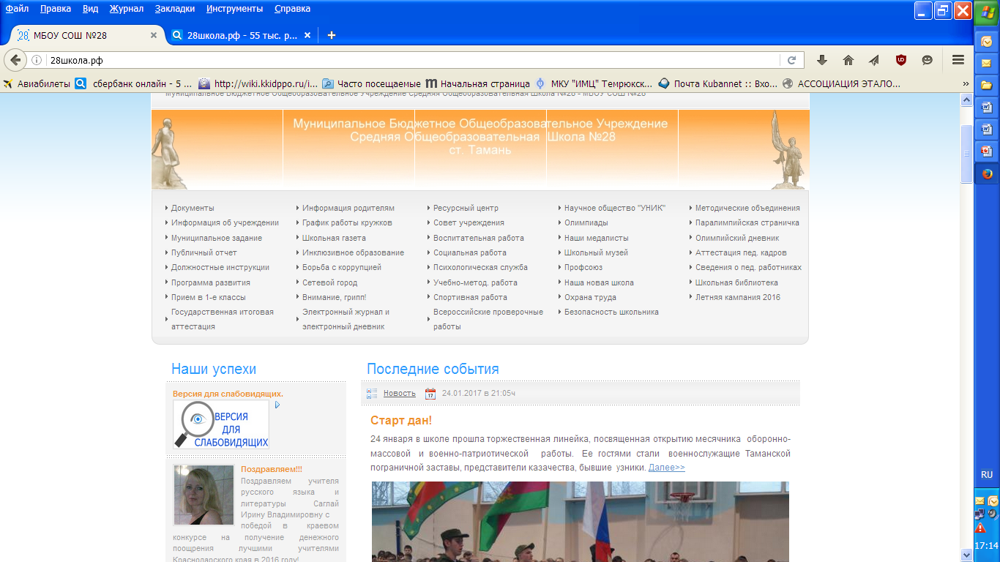 Файл Правка Вид Журнал Закладки Инструменты Справка
28 МБОУ СОШ №28
28школа.рф - 55 тыс. р...
28школа.рф
Авиабилеты сбербанк онлайн - 5 ... http://wiki.kkidppo.ru/i... Часто посещаемые Начальная страница МКУ "ИМЦ" Темрюкск... Почта Kubannet :: Вхо... АССОЦИАЦИЯ ЭТАЛО... »
Муниципальное Бюджетное Общеобразовательное Учреждение Средняя Общеобразовательная Школа №28 - МБОУ СОШ №28
Муниципальное Бюджетное Общеобразовательное Учреждение
Средняя Общеобразовательная Школа №28
ст. Тамань
Документы
Информация об учреждении
Муниципальное задание
Публичный отчет
Должностные инструкции
Программа развития
Прием в 1-е классы
Государственная итоговая
аттестация
Информация родителям
График работы кружков
Школьная газета
Инклюзивное образование
Борьба с коррупцией
Сетевой город
Внимание, грипп!
Электронный журнал и
электронный дневник
Ресурсный центр
Совет учреждения
Воспитательная работа
Социальная работа
Психологическая служба
Учебно-метод. работа
Спортивная работа
Всероссийские проверочные
работы
Научное общество "УНИК"
Олимпиады
Наши медалисты
Школьный музей
Профсоюз
Наша новая школа
Охрана труда
Безопасность школьника
Методические объединения
Паралимпийская страничка
Олимпийский дневник
Аттестация пед. кадров
Сведения о пед. работниках
Школьная библиотека
Летняя кампания 2016
Наши успехи
Версия для слабовидящих.
ВЕРСИЯ
ДЛЯ
СЛАБОВИДЯЩИХ
Поздравляем!!!
Поздравляем учителя
русского языка и
литературы Саглай
Ирину Владимировну с
победой в краевом
конкурсе на получение денежного
поощрения лучшими учителями
Краснодарского края в 2016 году!
Последние события
Новость 17 24.01.2017 в 21:05ч
Старт дан!
24 января в школе прошла торжественная линейка, посвященная открытию месячника оборонно-
массовой и военно-патриотической работы. Ее гостями стали военнослужащие Таманской
пограничной заставы, представители казачества, бывшие узники. Далее>>
RU
17:14